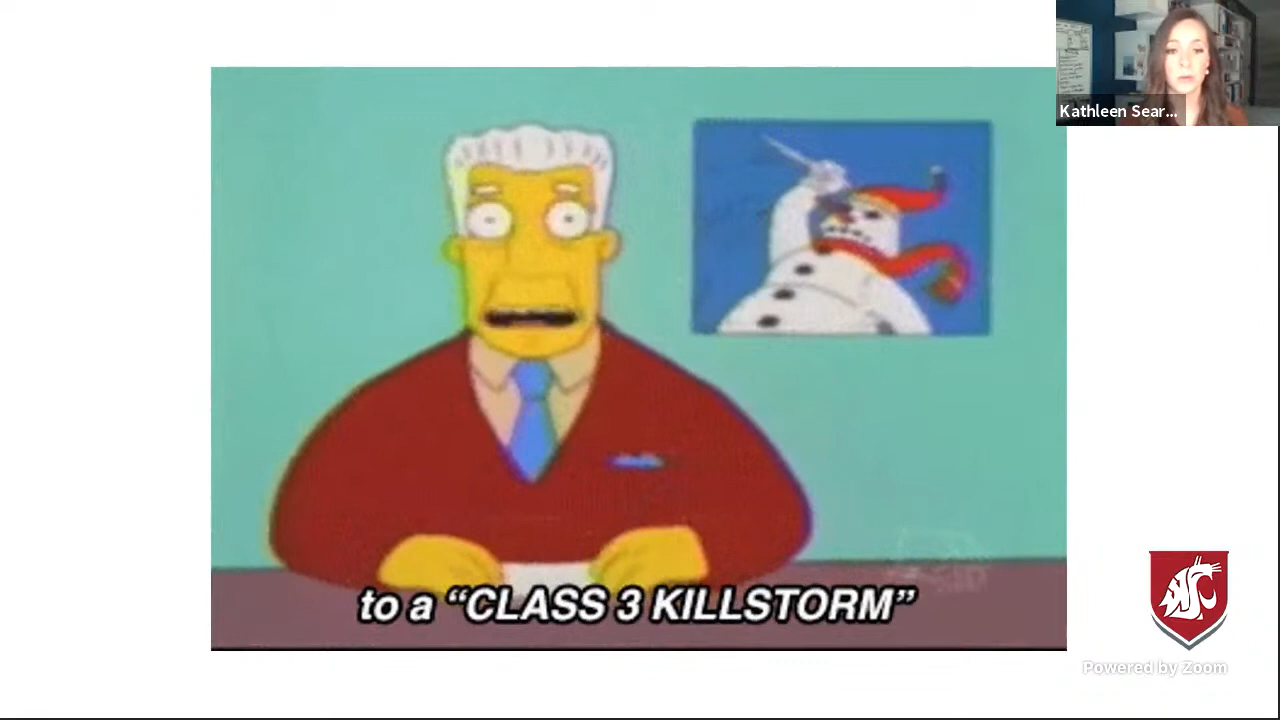 Kathleen Sear...
to a “CLASS 3 KILLSTORM”
Powered by Zoom